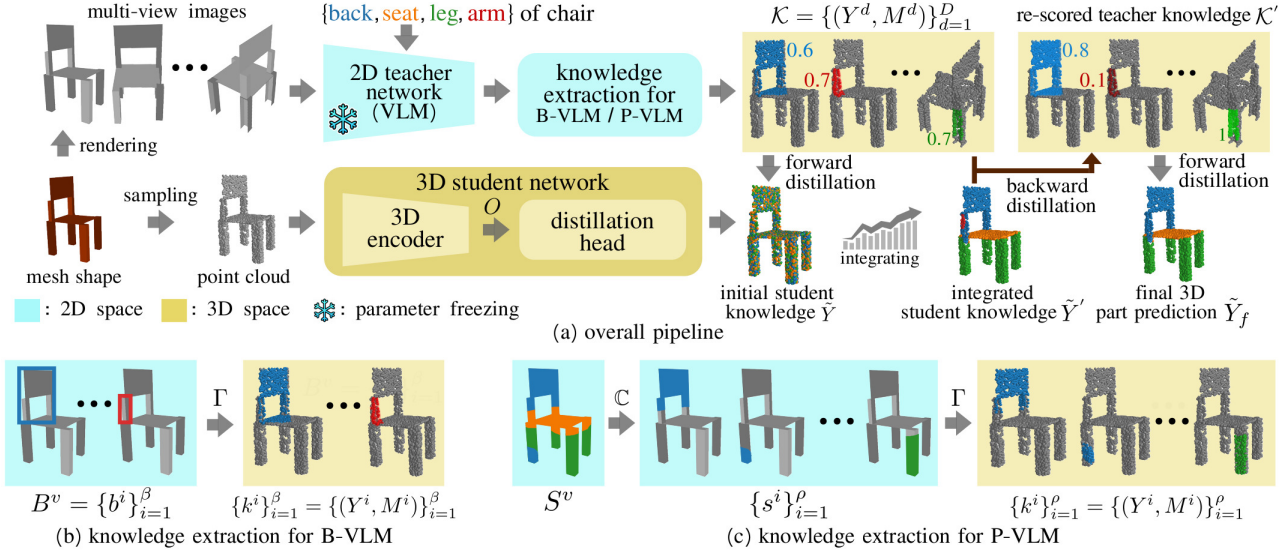 multi-view images
{back, seat, leg, arm} of chair
2D teacher
network
(VLM)
knowledge
extraction for
B-VLM / P-VLM
𝒦 = {(Y^d, M^d)}_{d=1}^D
0.6
0.7
0.7
re-scored teacher knowledge 𝒦′
0.8
0.1
1
rendering
sampling
mesh shape
point cloud
3D student network
3D
encoder
O
distillation
head
forward
distillation
integrating
backward
distillation
forward
distillation
initial student
knowledge Ỹ
integrated
student knowledge Ỹ′
final 3D
part prediction Ỹ_f
: 2D space
: 3D space
: parameter freezing
(a) overall pipeline
Γ
B^v = {b^i}_{i=1}^β
{k^i}_{i=1}^β = {(Y^i, M^i)}_{i=1}^β
(b) knowledge extraction for B-VLM
ℂ
Γ
S^v
{s^i}_{i=1}^ρ
{k^i}_{i=1}^ρ = {(Y^i, M^i)}_{i=1}^ρ
(c) knowledge extraction for P-VLM